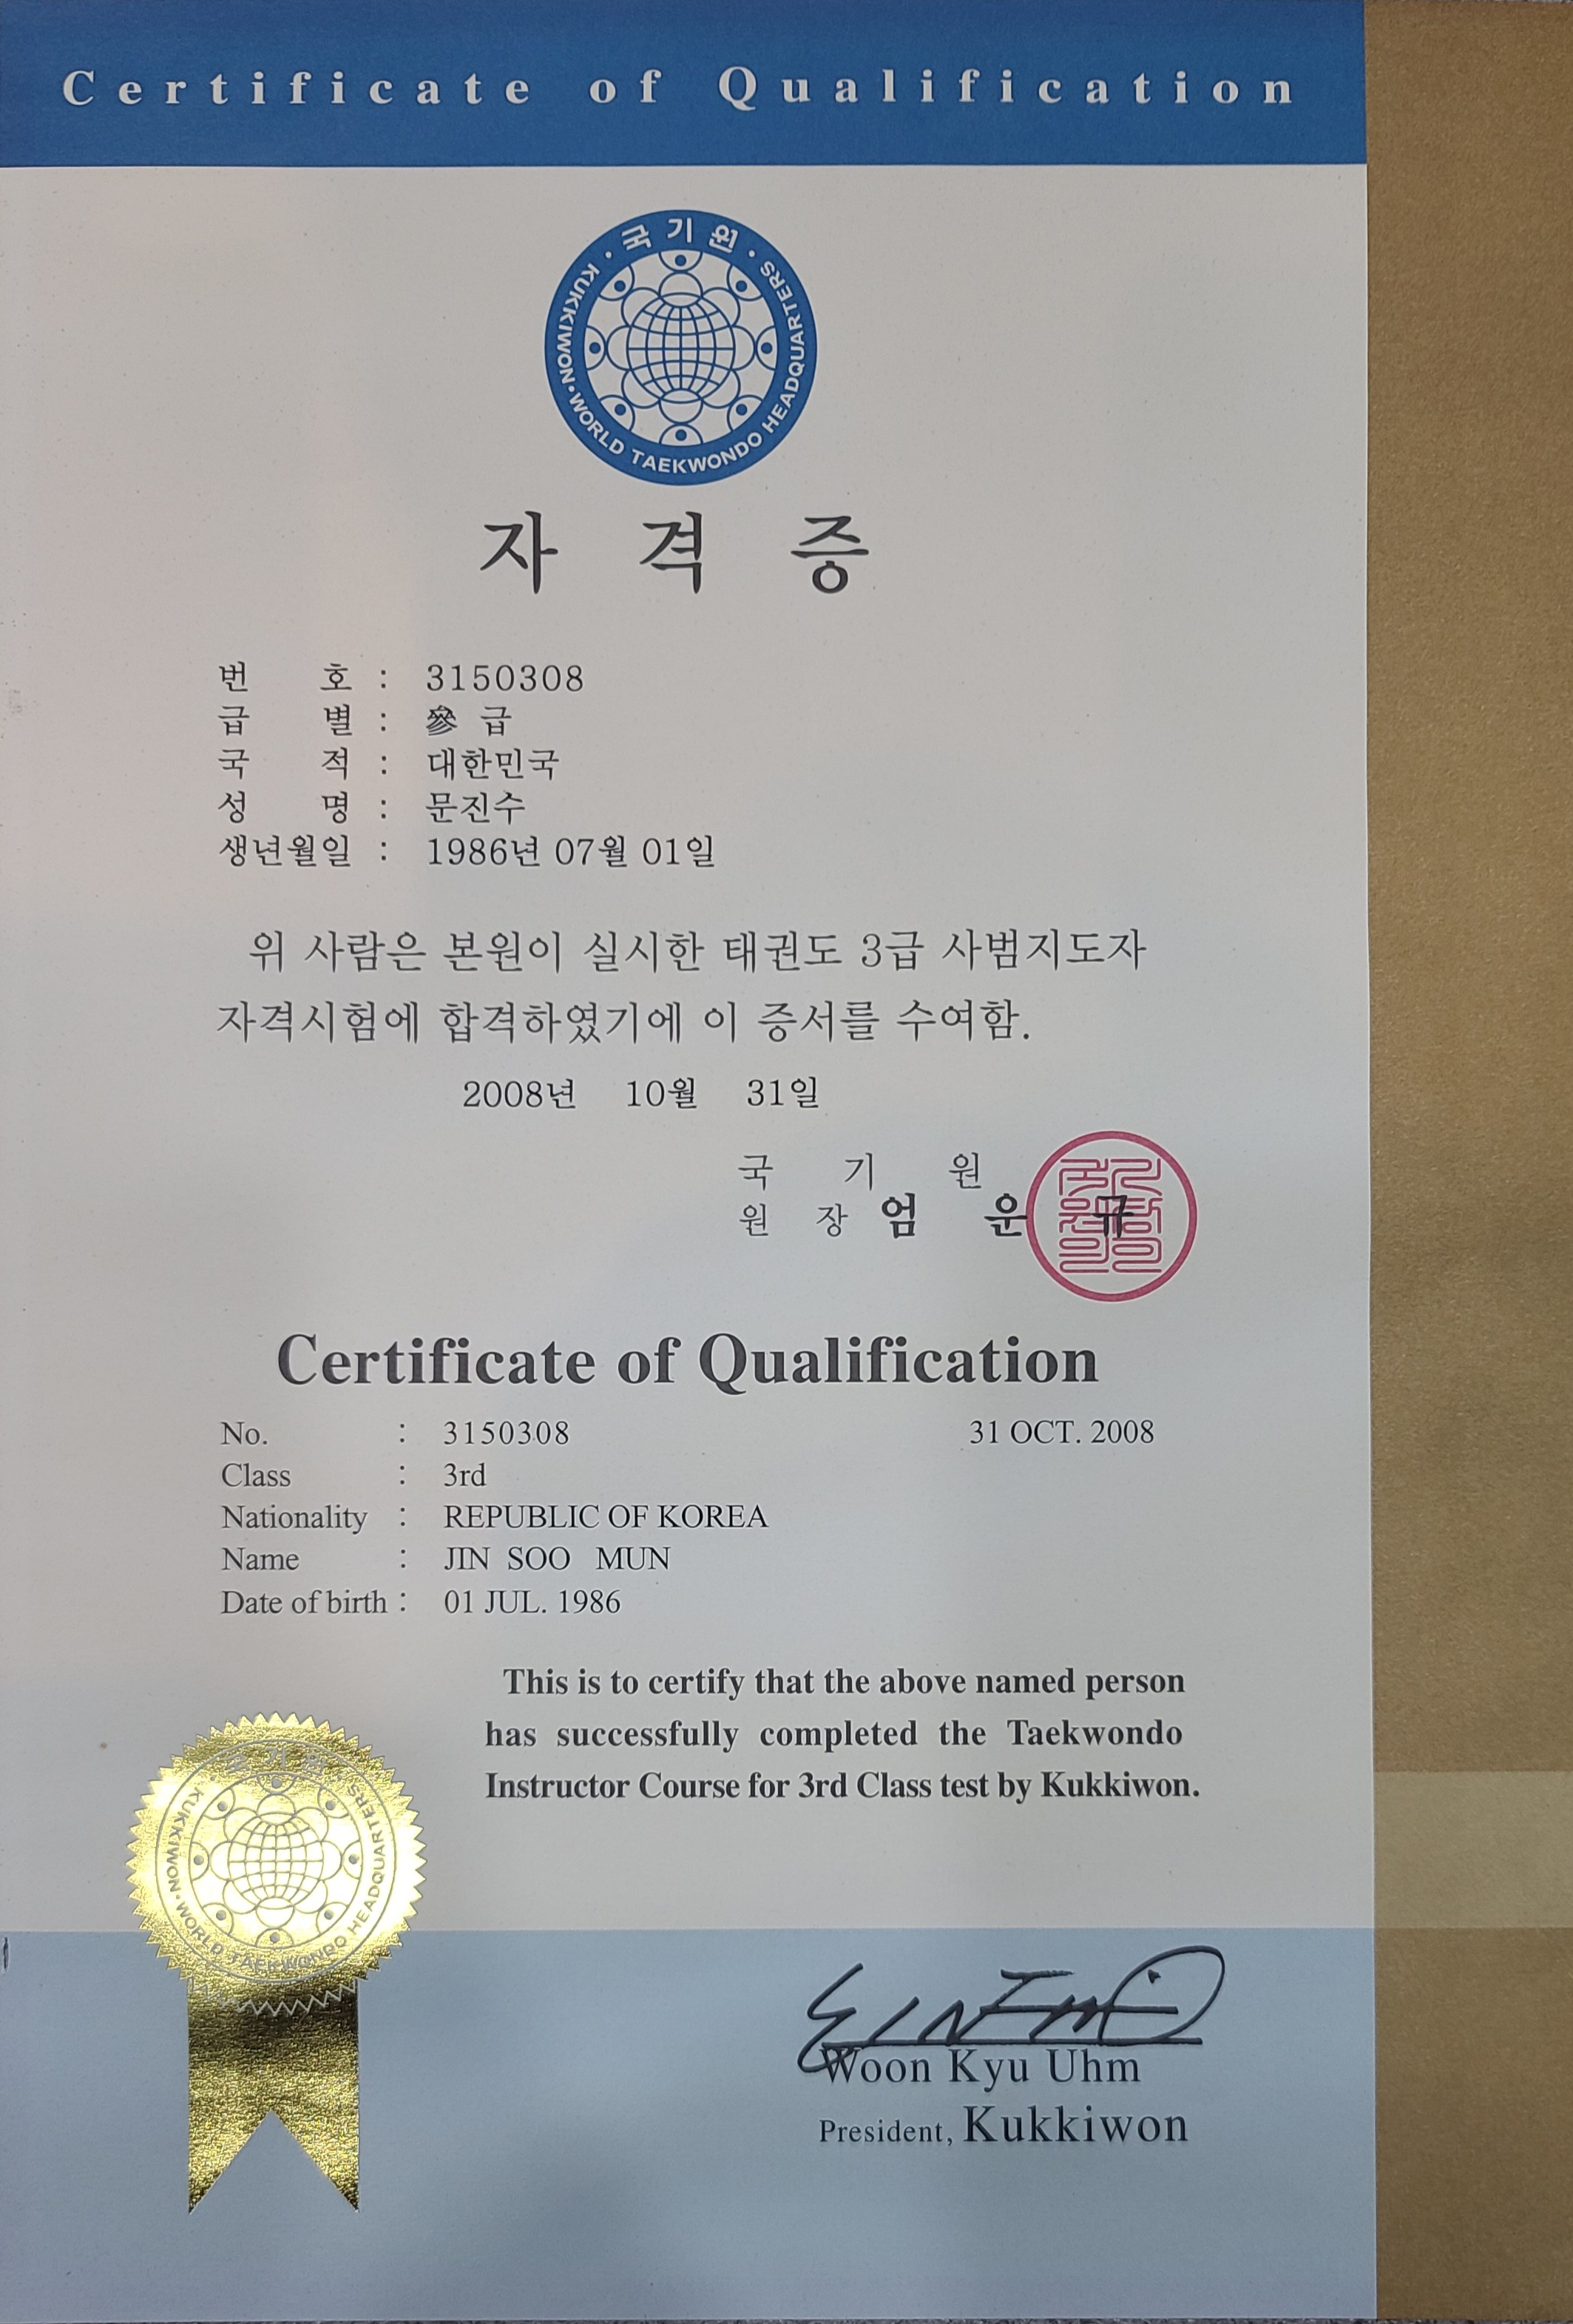 Certificate of Qualification
국기원
KUKKIWON · WORLD TAEKWONDO HEADQUARTERS
자 격 증
번 호 : 3150308
급 별 : 參 급
국 적 : 대한민국
성 명 : 문진수
생년월일 : 1986년 07월 01일
위 사람은 본원이 실시한 태권도 3급 사범지도자
자격시험에 합격하였기에 이 증서를 수여함.
2008년 10월 31일
국 기 원
원 장 엄 운 규
Certificate of Qualification
No. : 3150308 31 OCT. 2008
Class : 3rd
Nationality : REPUBLIC OF KOREA
Name : JIN SOO MUN
Date of birth : 01 JUL. 1986
This is to certify that the above named person
has successfully completed the Taekwondo
Instructor Course for 3rd Class test by Kukkiwon.
국기원
KUKKIWON · WORLD TAEKWONDO HEADQUARTERS
Woon Kyu Uhm
President, Kukkiwon